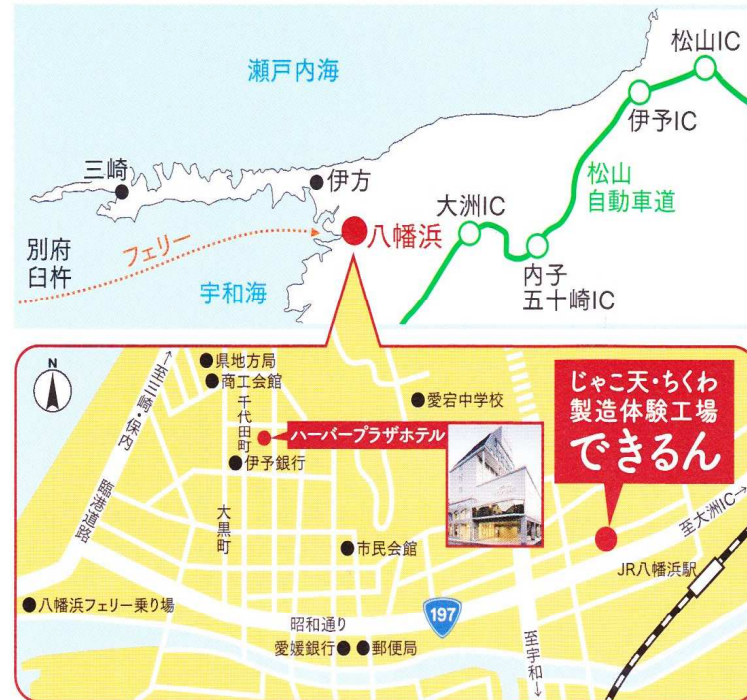 瀬戸内海
松山IC
伊予IC
三崎
伊方
松山
自動車道
大洲IC
八幡浜
別府
臼杵
フェリー
宇和海
内子
五十崎IC
N
至三崎・保内
県地方局
商工会館
千代田町
愛宕中学校
じゃこ天・ちくわ
製造体験工場
できるん
ハーバープラザホテル
伊予銀行
臨港道路
大黒町
市民会館
至大洲IC
JR八幡浜駅
八幡浜フェリー乗り場
昭和通り
197
愛媛銀行
郵便局
至宇和